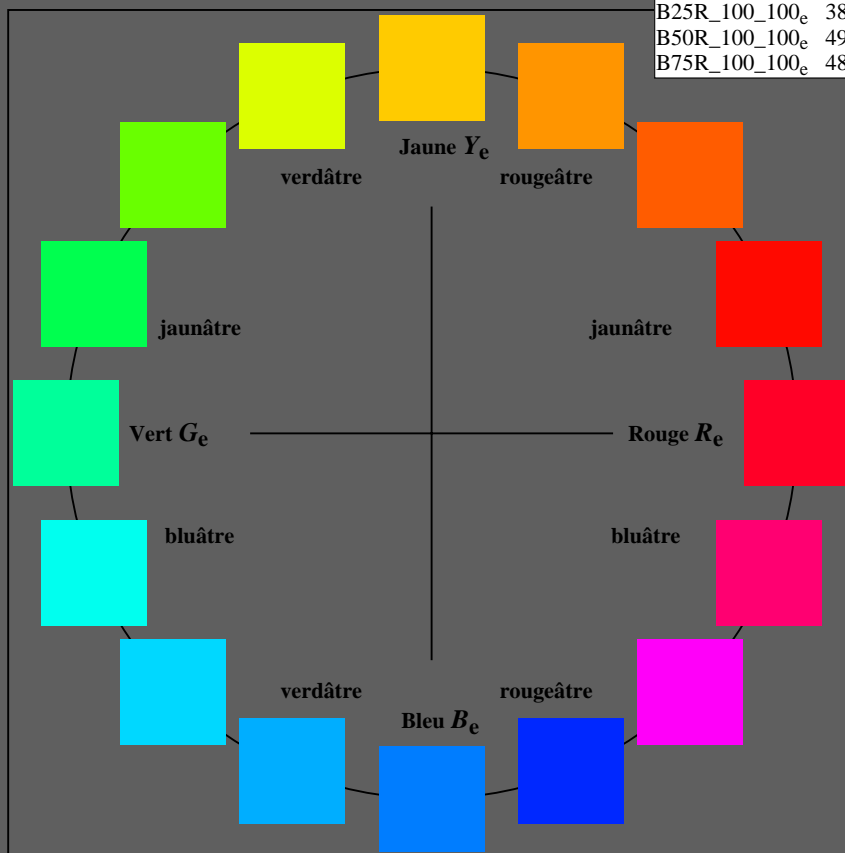 B25R_100_100e 38
B50R_100_100e 49
B75R_100_100e 48
Jaune Ye
verdâtre rougeâtre
jaunâtre jaunâtre
Vert Ge Rouge Re
bluâtre bluâtre
verdâtre rougeâtre
Bleu Be